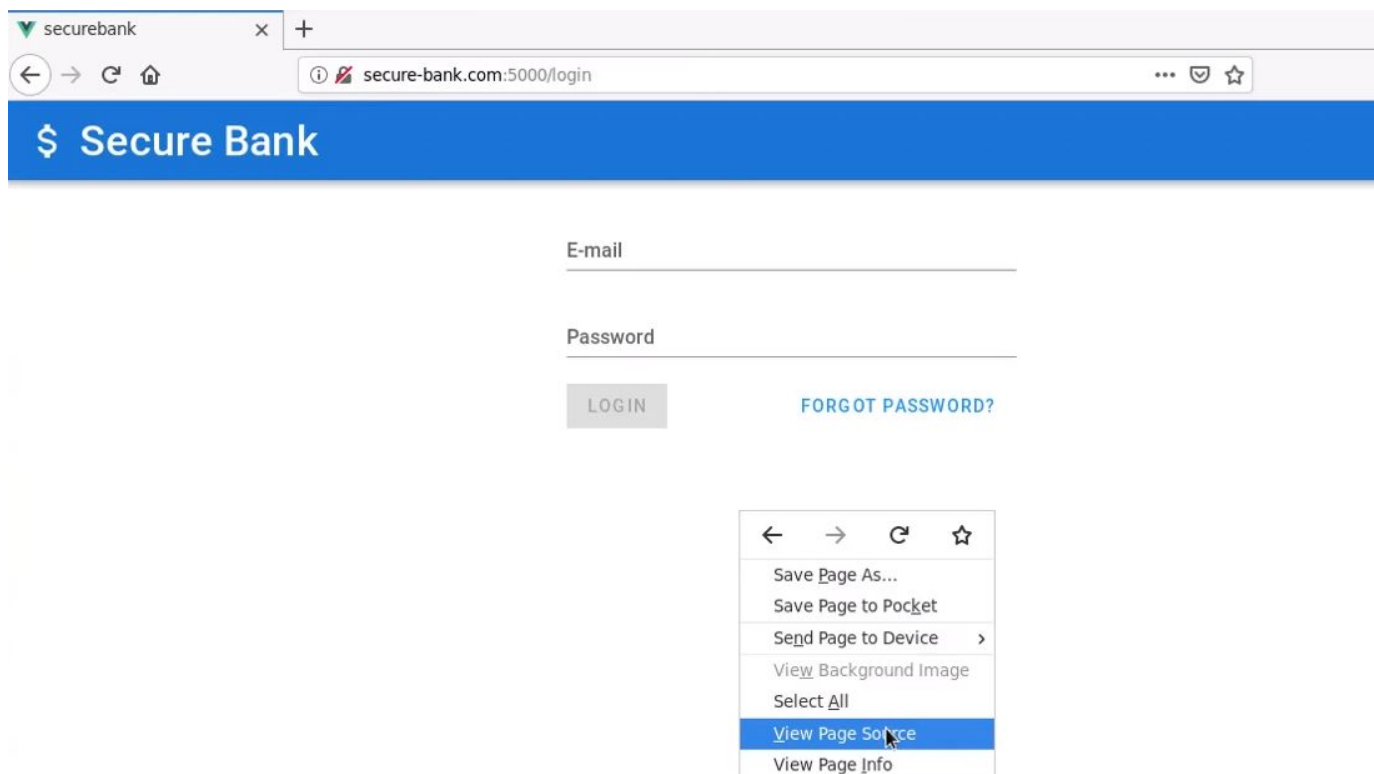 securebank
secure-bank.com:5000/login
$ Secure Bank
E-mail
Password
LOGIN FORGOT PASSWORD?
Save Page As...
Save Page to Pocket
Send Page to Device
View Background Image
Select All
View Page Source
View Page Info